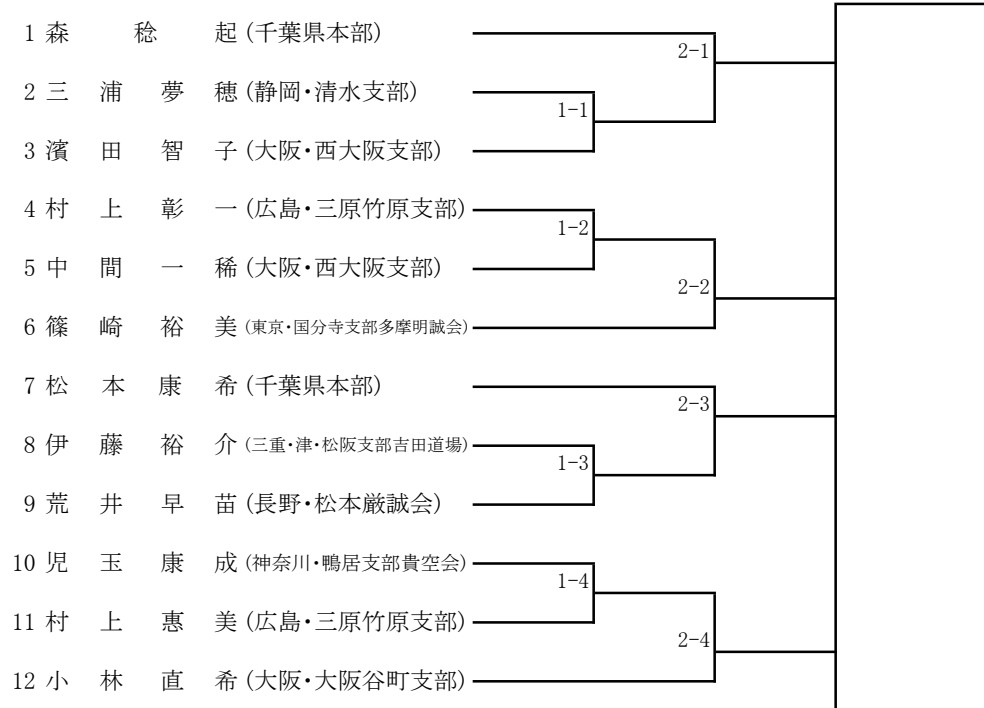 1 森 稔 起 (千葉県本部)
2-1
2 三 浦 夢 穂 (静岡・清水支部)
1-1
3 濱 田 智 子 (大阪・西大阪支部)
4 村 上 彰 一 (広島・三原竹原支部)
1-2
5 中 間 一 稀 (大阪・西大阪支部)
2-2
6 篠 崎 裕 美 (東京・国分寺支部多摩明誠会)
7 松 本 康 希 (千葉県本部)
2-3
8 伊 藤 裕 介 (三重・津・松阪支部吉田道場)
1-3
9 荒 井 早 苗 (長野・松本厳誠会)
10 児 玉 康 成 (神奈川・鴨居支部貴空会)
1-4
11 村 上 惠 美 (広島・三原竹原支部)
2-4
12 小 林 直 希 (大阪・大阪谷町支部)